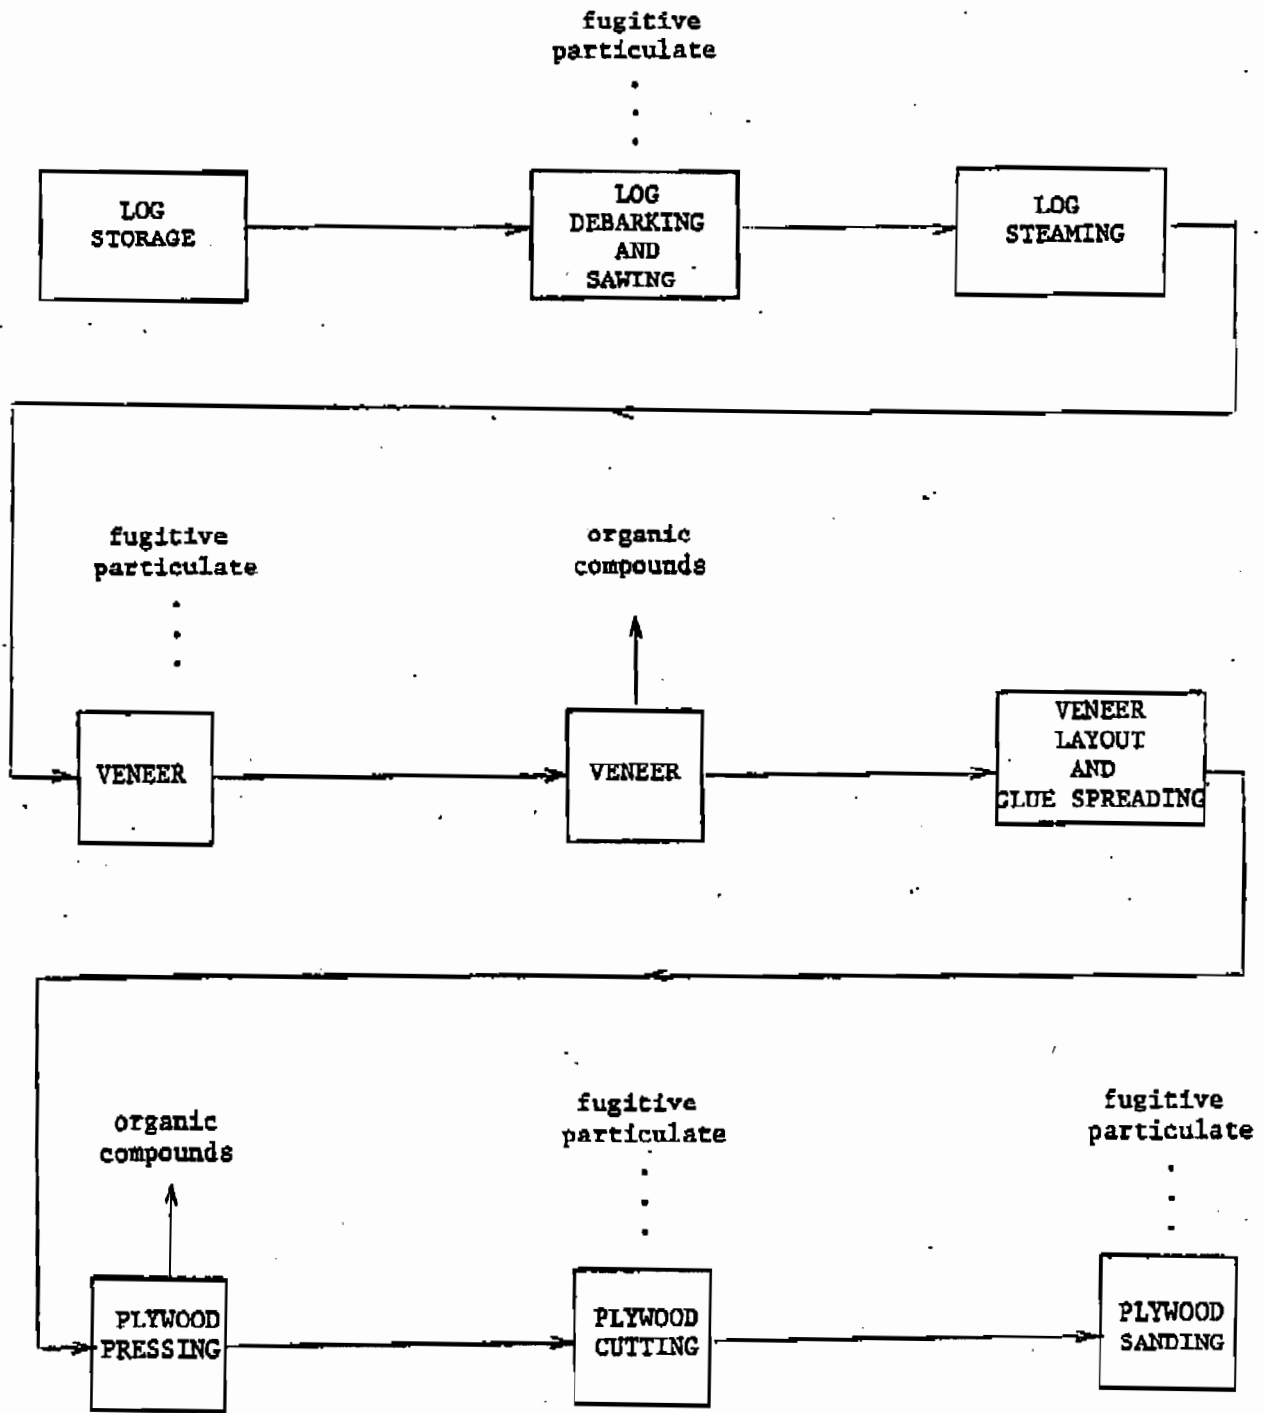 fugitive
particulate
LOG
STORAGE
LOG
DEBARKING
AND
SAWING
LOG
STEAMING
fugitive
particulate
organic
compounds
VENEER
VENEER
VENEER
LAYOUT
AND
GLUE SPREADING
organic
compounds
fugitive
particulate
fugitive
particulate
PLYWOOD
PRESSING
PLYWOOD
CUTTING
PLYWOOD
SANDING